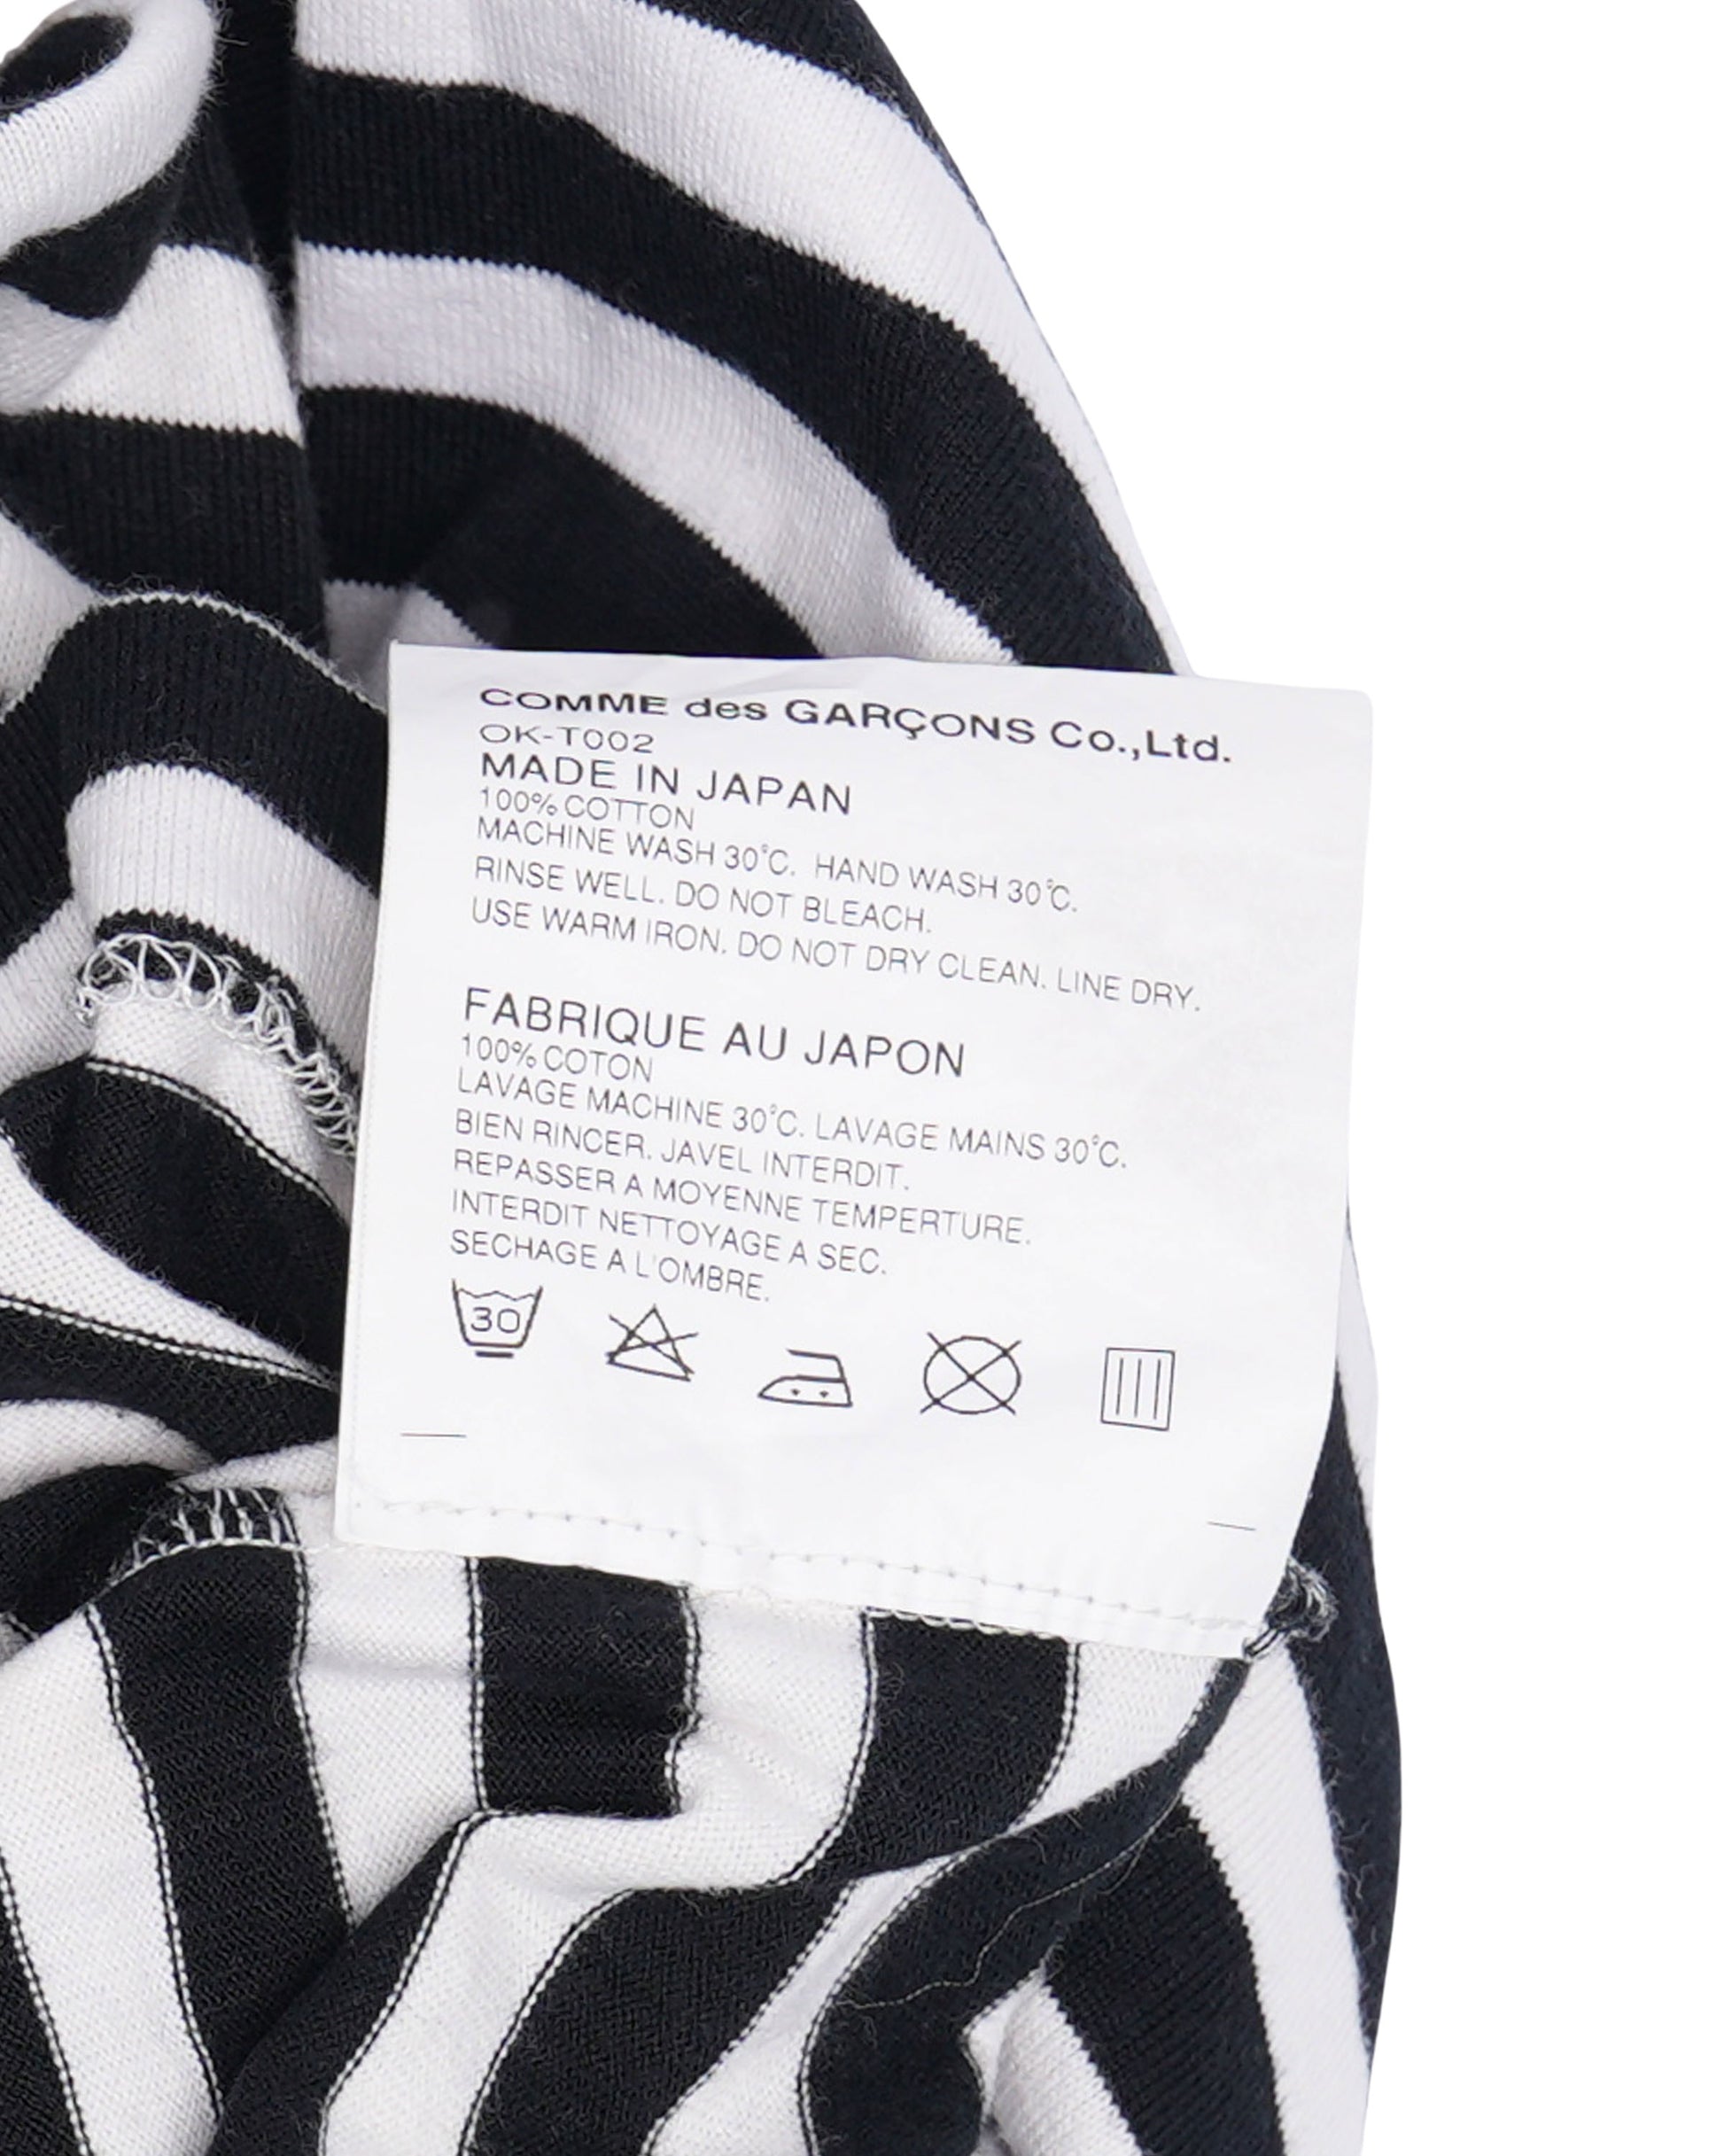 COMME des GARÇONS Co.,Ltd.
OK-T002
MADE IN JAPAN
100% COTTON
MACHINE WASH 30℃. HAND WASH 30℃.
RINSE WELL. DO NOT BLEACH.
USE WARM IRON. DO NOT DRY CLEAN. LINE DRY.
FABRIQUE AU JAPON
100% COTON
LAVAGE MACHINE 30℃. LAVAGE MAINS 30℃.
BIEN RINCER. JAVEL INTERDIT.
REPASSER A MOYENNE TEMPERTURE.
INTERDIT NETTOYAGE A SEC.
SECHAGE A L'OMBRE.
30